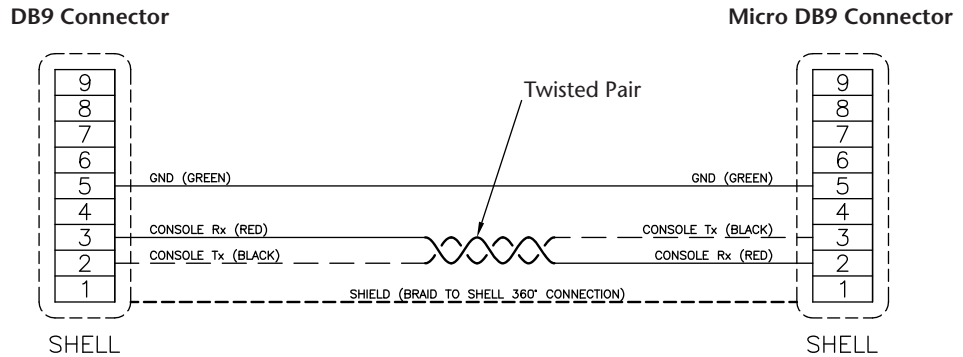 DB9 Connector
Micro DB9 Connector
Twisted Pair
9
8
7
6
5
4
3
2
1
GND (GREEN)
CONSOLE Rx (RED)
CONSOLE Tx (BLACK)
GND (GREEN)
CONSOLE Tx (BLACK)
CONSOLE Rx (RED)
SHIELD (BRAID TO SHELL 360° CONNECTION)
9
8
7
6
5
4
3
2
1
SHELL
SHELL